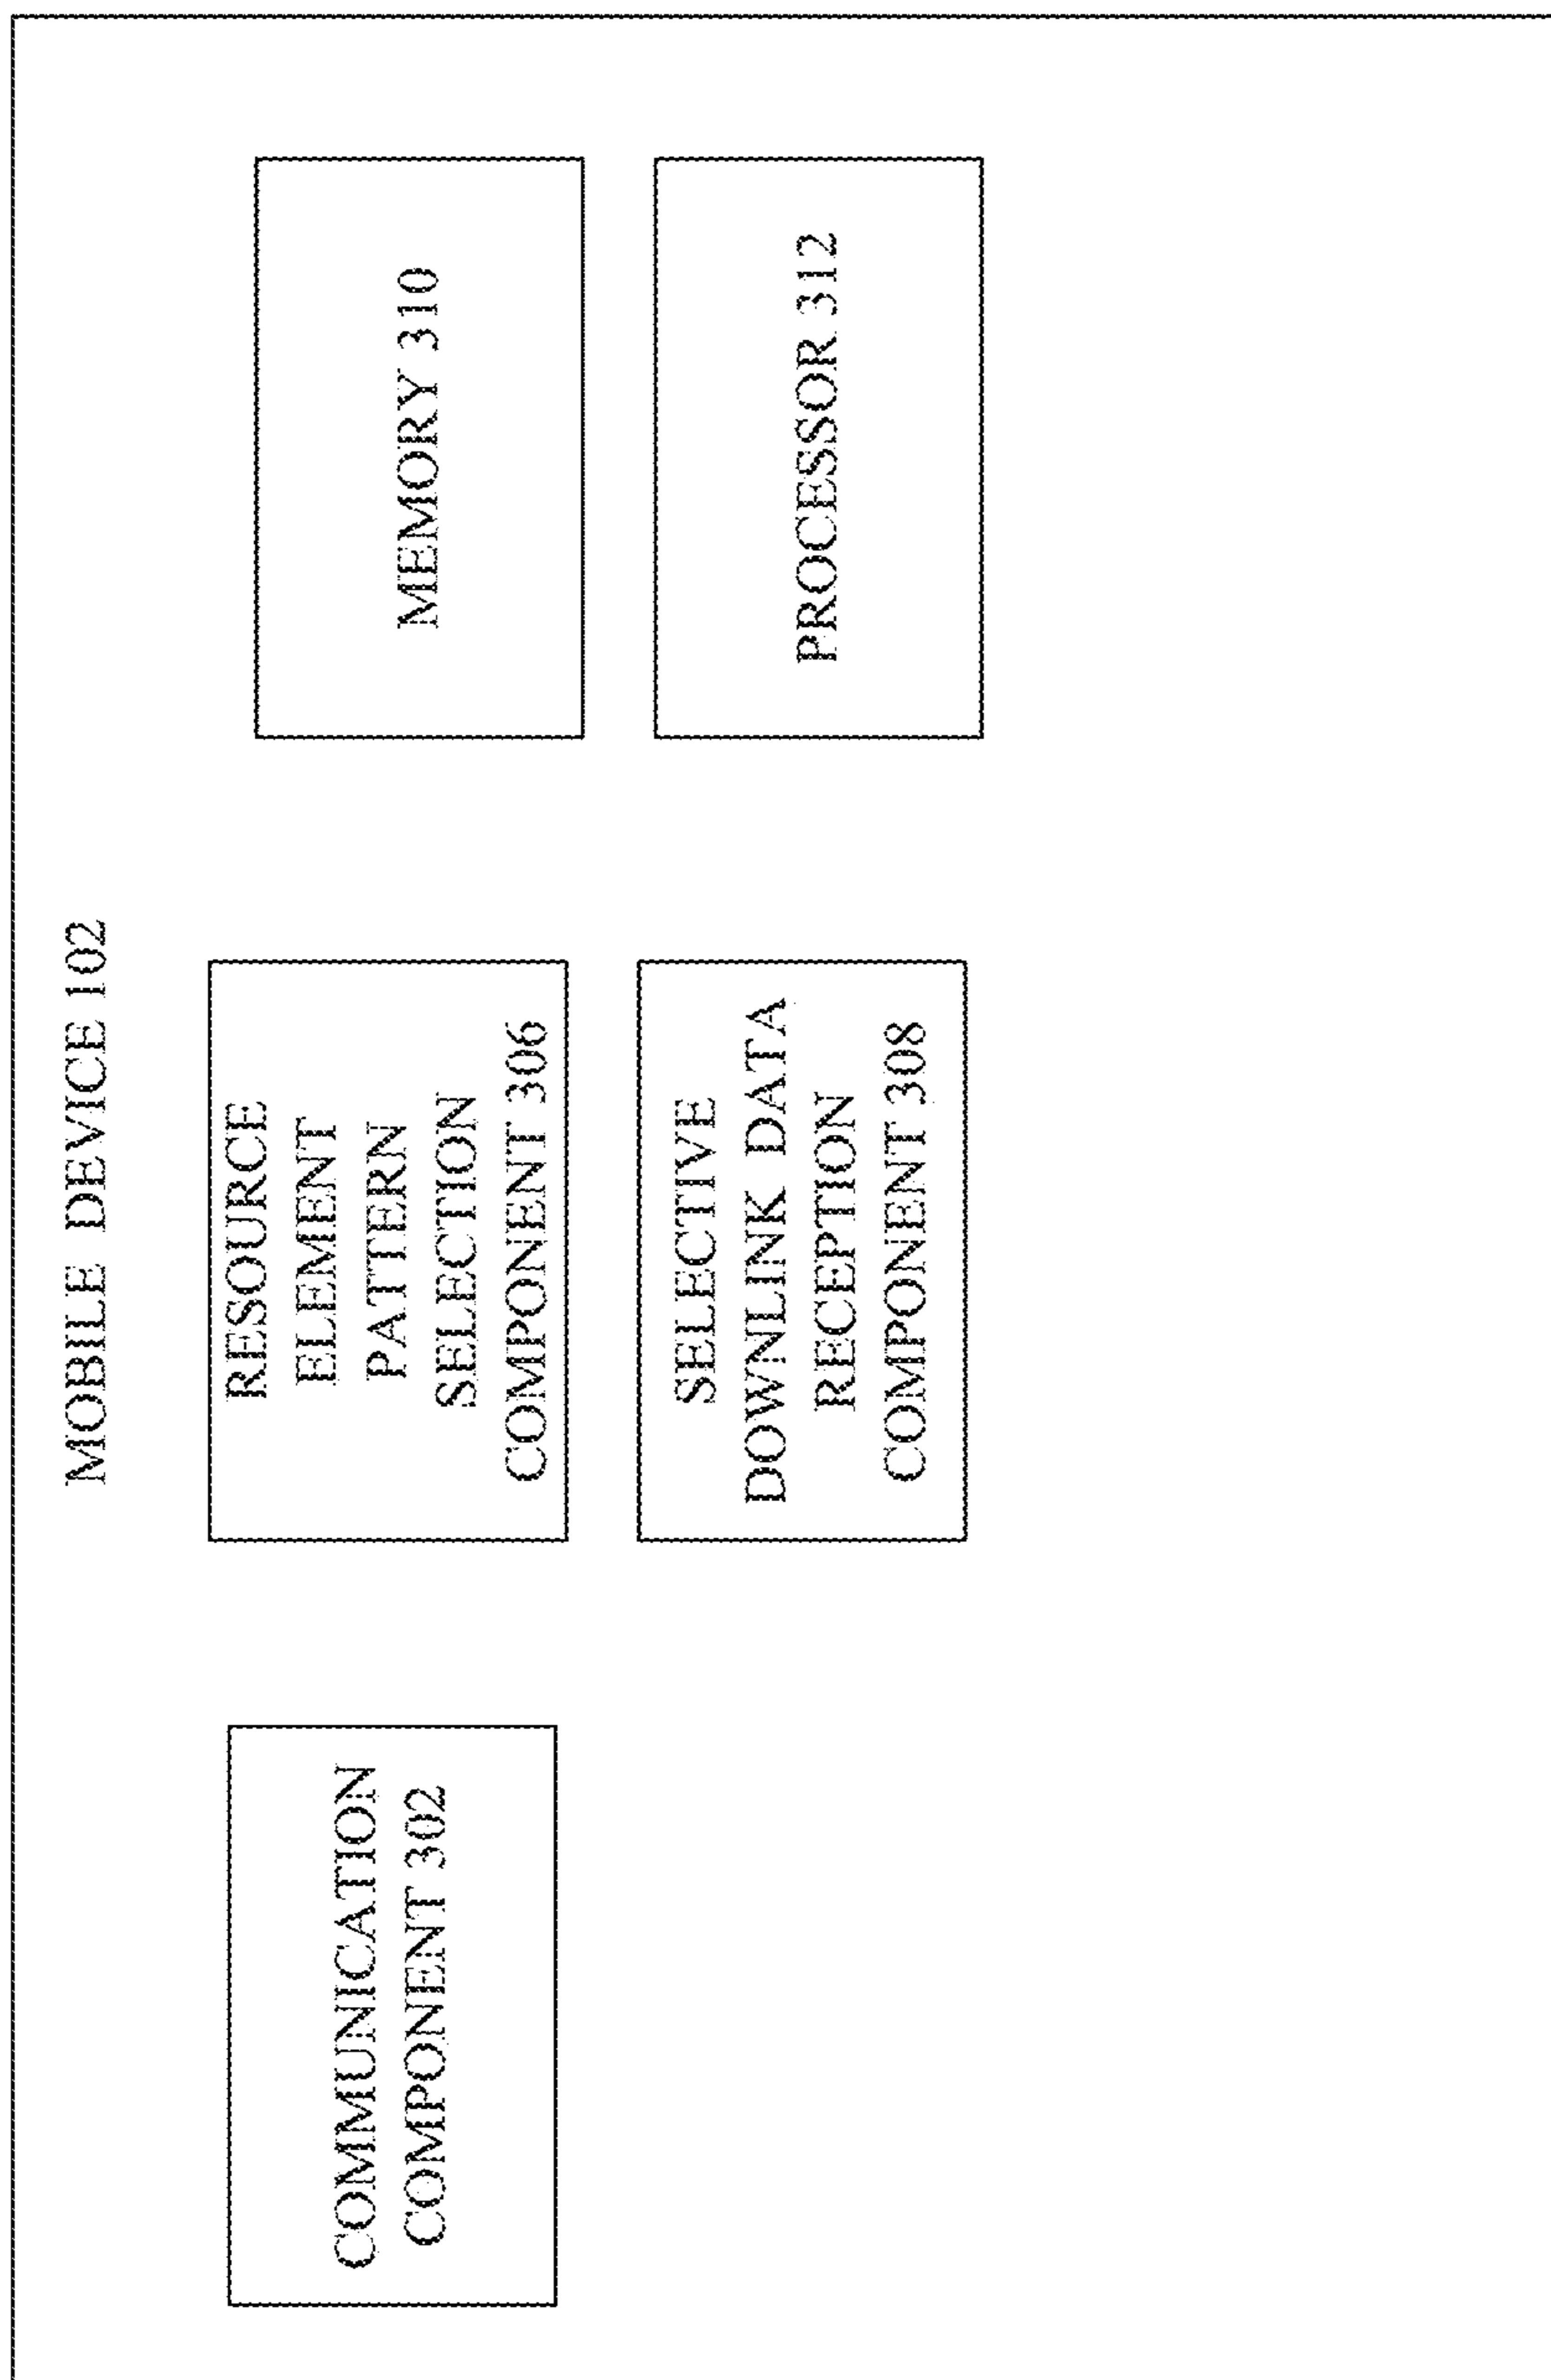 MOBILE DEVICE 102
COMMUNICATION
COMPONENT 302
RESOURCE
ELEMENT
PATTERN
SELECTION
COMPONENT 306
SELECTIVE
DOWNLINK DATA
RECEPTION
COMPONENT 308
MEMORY 310
PROCESSOR 312